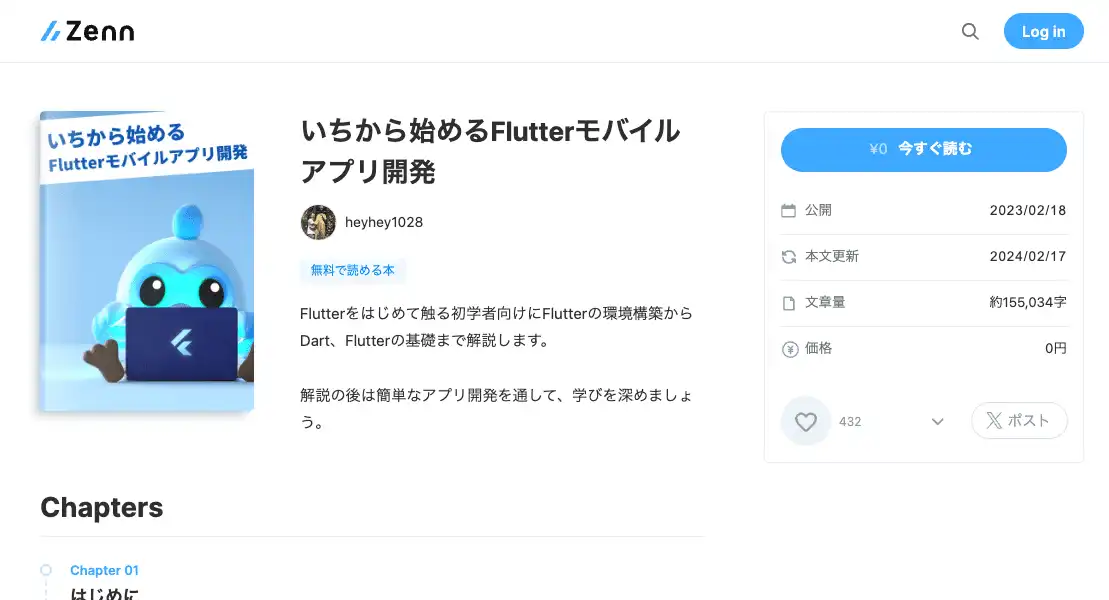 Zenn
Log in
いちから始める
Flutterモバイルアプリ開発
いちから始めるFlutterモバイル
アプリ開発
heyhey1028
無料で読める本
Flutterをはじめて触る初学者向けにFlutterの環境構築から
Dart、Flutterの基礎まで解説します。
解説の後は簡単なアプリ開発を通して、学びを深めましょ
う。
¥0 今すぐ読む
公開 2023/02/18
本文更新 2024/02/17
文章量 約155,034字
価格 0円
432
ポスト
Chapters
Chapter 01
はじめに